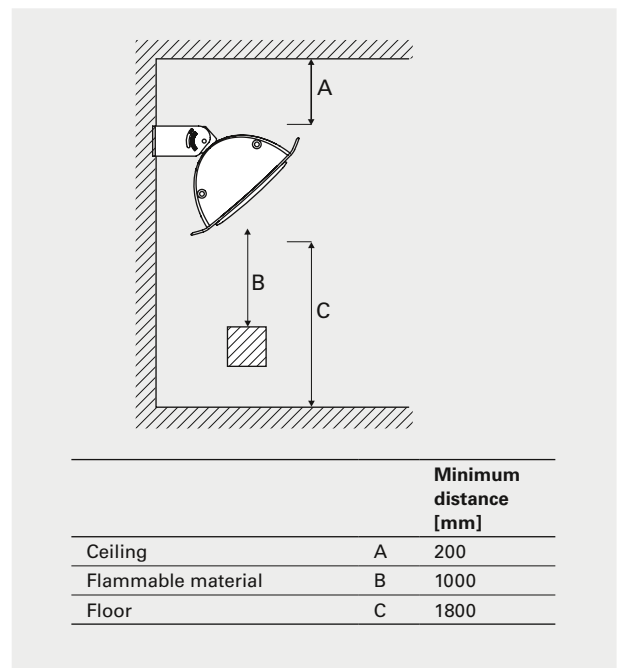 A
B
C
Minimum
distance
[mm]
Ceiling A 200
Flammable material B 1000
Floor C 1800